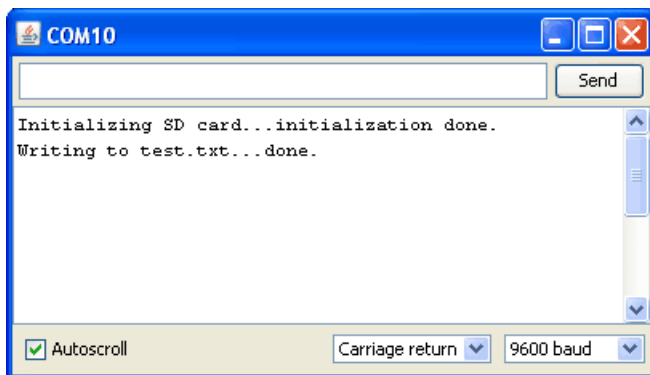 COM10
Send
Initializing SD card...initialization done.
Writing to test.txt...done.
Autoscroll
Carriage return
9600 baud